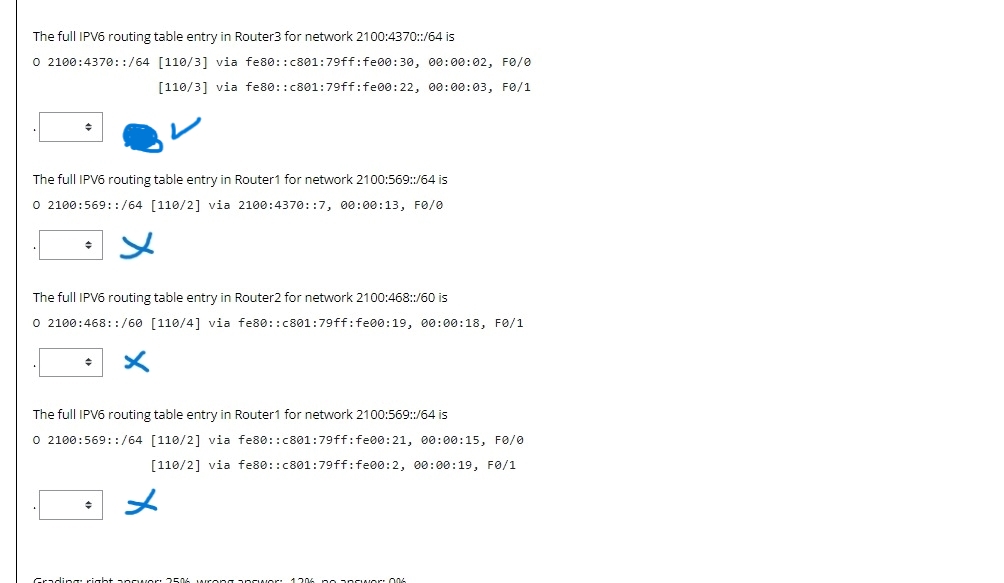 The full IPV6 routing table entry in Router3 for network 2100:4370::/64 is
O 2100:4370::/64 [110/3] via fe80::c801:79ff:fe00:30, 00:00:02, F0/0
[110/3] via fe80::c801:79ff:fe00:22, 00:00:03, F0/1
.
The full IPV6 routing table entry in Router1 for network 2100:569::/64 is
O 2100:569::/64 [110/2] via 2100:4370::7, 00:00:13, F0/0
.
The full IPV6 routing table entry in Router2 for network 2100:468::/60 is
O 2100:468::/60 [110/4] via fe80::c801:79ff:fe00:19, 00:00:18, F0/1
.
The full IPV6 routing table entry in Router1 for network 2100:569::/64 is
O 2100:569::/64 [110/2] via fe80::c801:79ff:fe00:21, 00:00:15, F0/0
[110/2] via fe80::c801:79ff:fe00:2, 00:00:19, F0/1
.
Grading: right answer: 25%, wrong answer: -12%, no answer: 0%